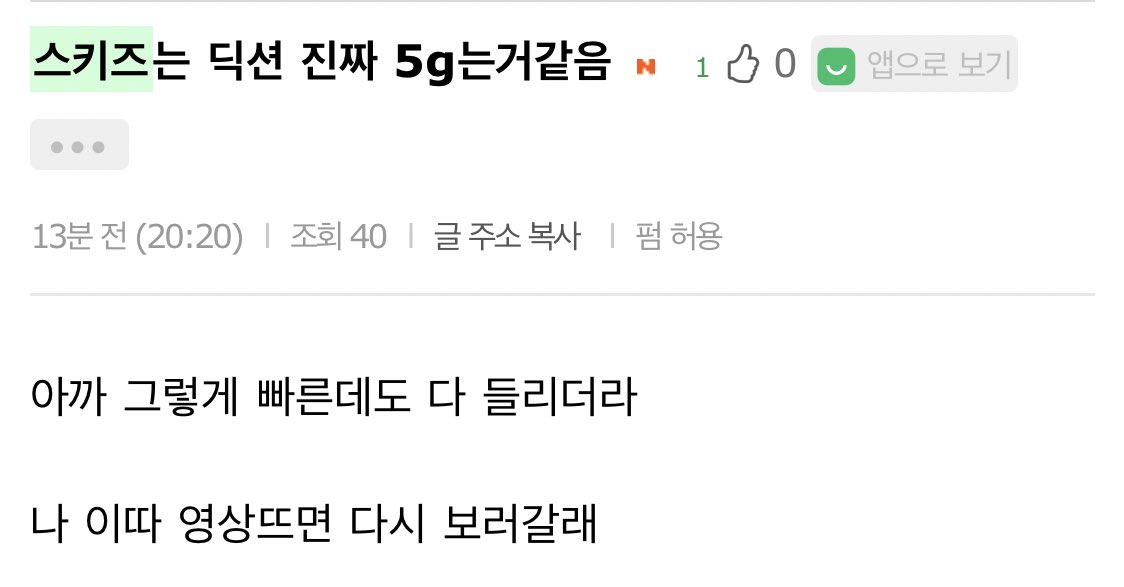 스키즈는 딕션 진짜 5g는거같음 N 1 0 앱으로 보기
13분 전 (20:20) | 조회 40 | 글 주소 복사 | 펌 허용
아까 그렇게 빠른데도 다 들리더라
나 이따 영상뜨면 다시 보러갈래